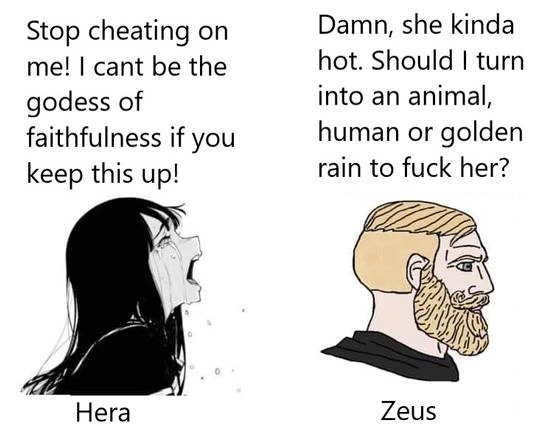 Stop cheating on
me! I cant be the
godess of
faithfulness if you
keep this up!
Damn, she kinda
hot. Should I turn
into an animal,
human or golden
rain to fuck her?
Hera
Zeus